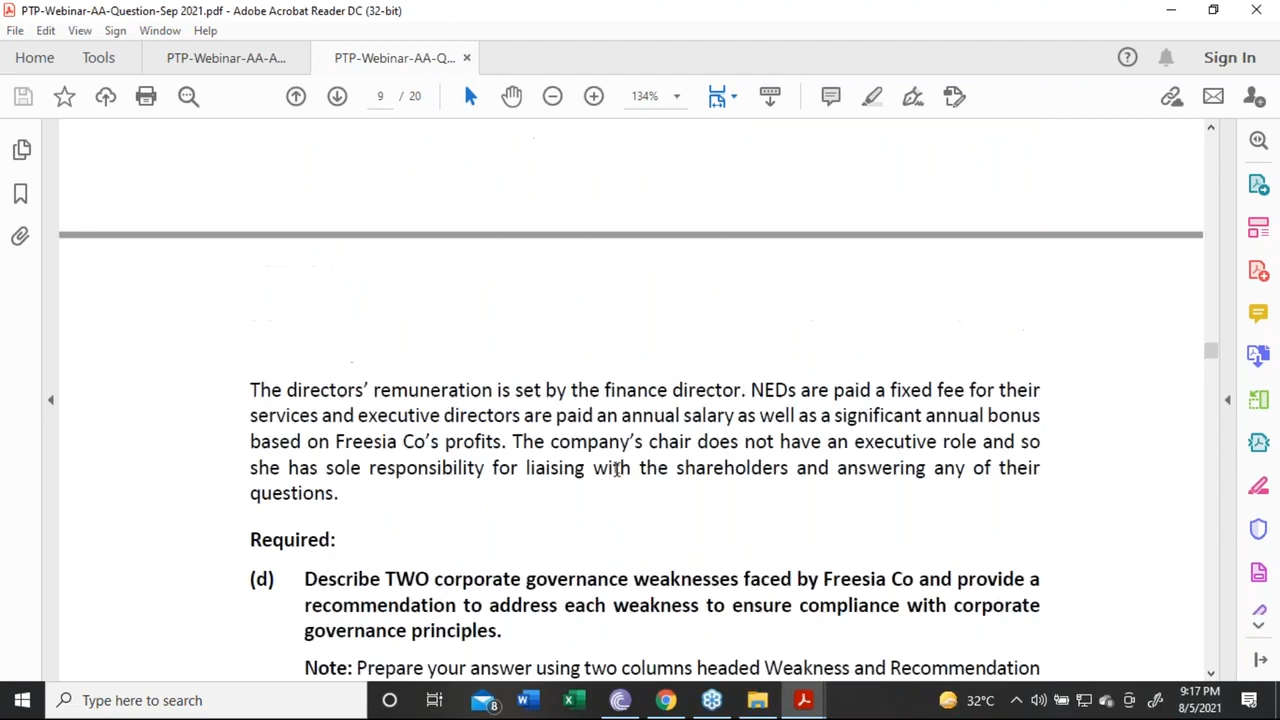 PTP-Webinar-AA-Question-Sep 2021.pdf - Adobe Acrobat Reader DC (32-bit)
File Edit View Sign Window Help
Home Tools PTP-Webinar-AA-A... PTP-Webinar-AA-Q... × Sign In
9 / 20 134%
The directors’ remuneration is set by the finance director. NEDs are paid a fixed fee for their
services and executive directors are paid an annual salary as well as a significant annual bonus
based on Freesia Co’s profits. The company’s chair does not have an executive role and so
she has sole responsibility for liaising with the shareholders and answering any of their
questions.
Required:
(d) Describe TWO corporate governance weaknesses faced by Freesia Co and provide a
recommendation to address each weakness to ensure compliance with corporate
governance principles.
Note: Prepare your answer using two columns headed Weakness and Recommendation
Type here to search 8 32°C 9:17 PM
8/5/2021